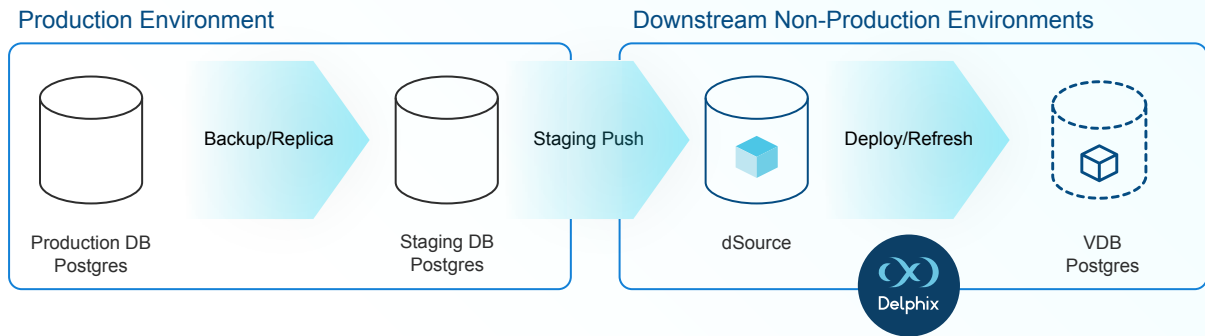 Production Environment
Downstream Non-Production Environments
Backup/Replica
Staging Push
Deploy/Refresh
Production DB
Postgres
Staging DB
Postgres
dSource
VDB
Postgres
Delphix